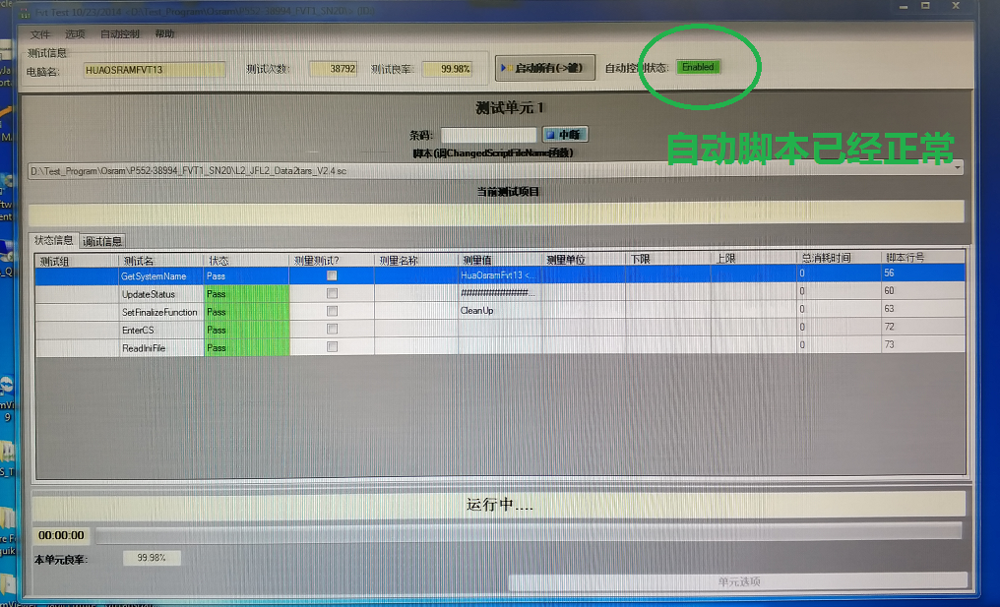 Fvt Test 10/23/2014 <D:\Test_Program\Osram\P552-38994_FVT1_SN20\>
文件 选项 自动控制 帮助
测试信息
电脑名: HUAOSRAMFVT13 测试次数: 38792 测试良率: 99.98% 启动所有(->键) 自动控制状态: Enabled
测试单元 1
条码: 中断
自动脚本已经正常
脚本(调ChangedScriptFileName函数)
D:\Test_Program\Osram\P552-38994_FVT1_SN20\L2_JFL2_Data2tars_V2.4.sc
当前测试项目
状态信息 调试信息
测试组 测试名 状态 测量测试? 测量名称 测量值 测量单位 下限 上限 总消耗时间 脚本行号
GetSystemName Pass HuaOsramFvt13 <... 0 56
UpdateStatus Pass ##############... 0 60
SetFinalizeFunction Pass CleanUp 0 63
EnterCS Pass 0 72
ReadIniFile Pass 0 73
运行中....
00:00:00
本单元良率: 99.98%
单元选项